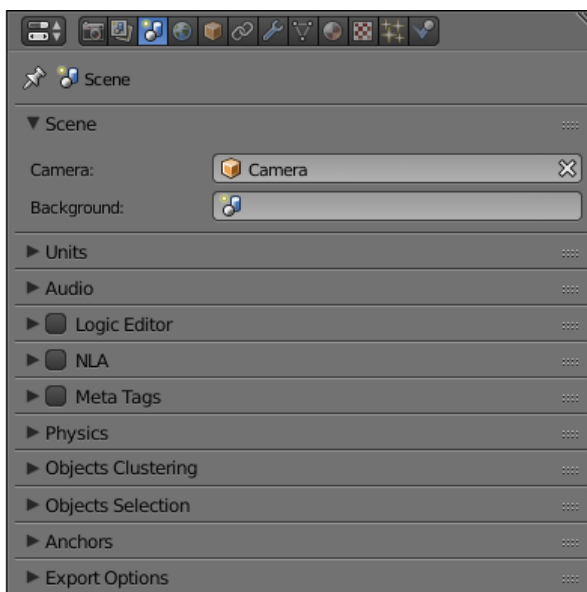 Scene
Scene
Camera: Camera
Background:
Units
Audio
Logic Editor
NLA
Meta Tags
Physics
Objects Clustering
Objects Selection
Anchors
Export Options